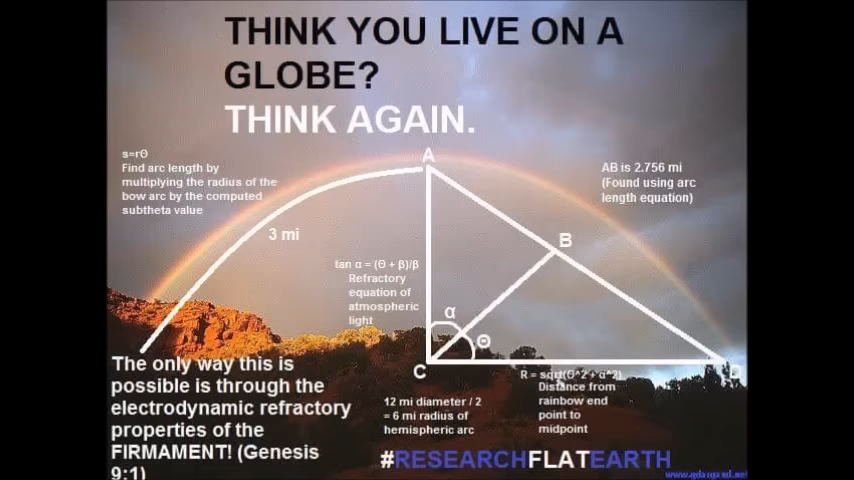 THINK YOU LIVE ON A
GLOBE?
THINK AGAIN.
s=rΘ
Find arc length by
multiplying the radius of the
bow arc by the computed
subtheta value
A
AB is 2.756 mi
(Found using arc
length equation)
3 mi
B
tan α = (Θ + β)/β
Refractory
equation of
atmospheric
light
α
Θ
C
D
The only way this is
possible is through the
electrodynamic refractory
properties of the
FIRMAMENT! (Genesis
9:1)
12 mi diameter / 2
= 6 mi radius of
hemispheric arc
R = sqrt(Θ^2 + α^2)
Distance from
rainbow end
point to
midpoint
#RESEARCHFLATEARTH